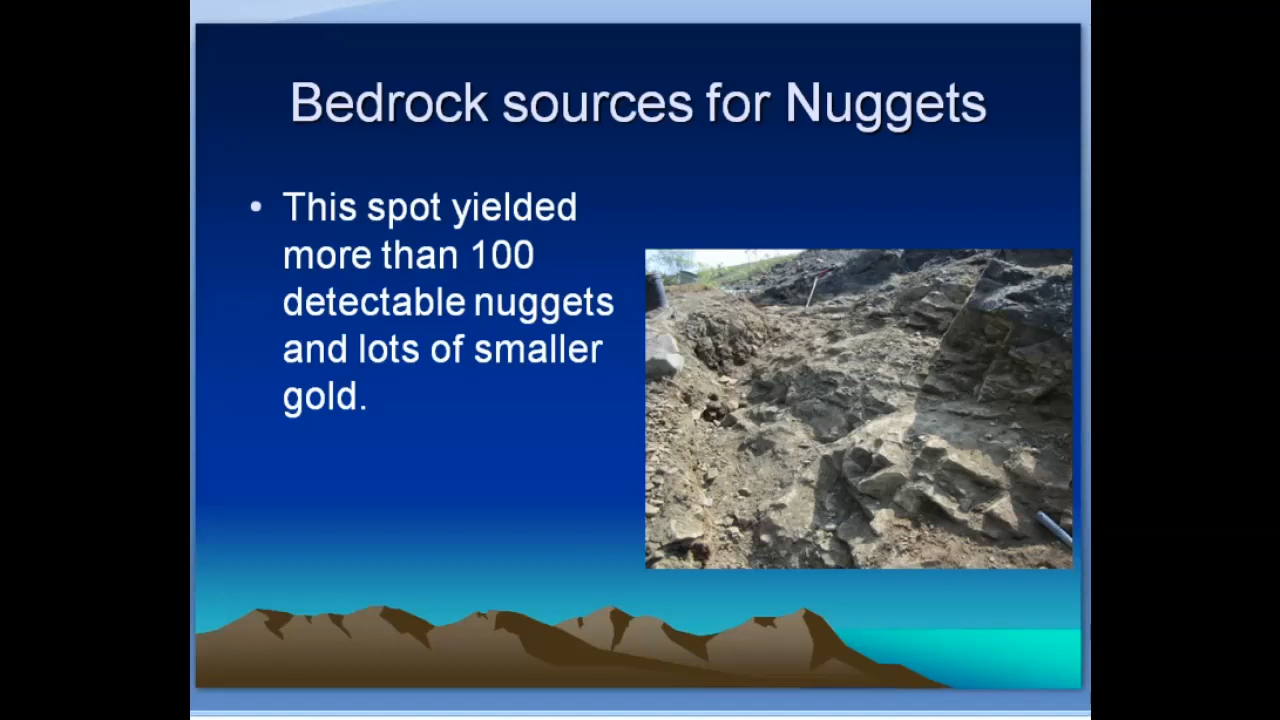 Bedrock sources for Nuggets
• This spot yielded
more than 100
detectable nuggets
and lots of smaller
gold.